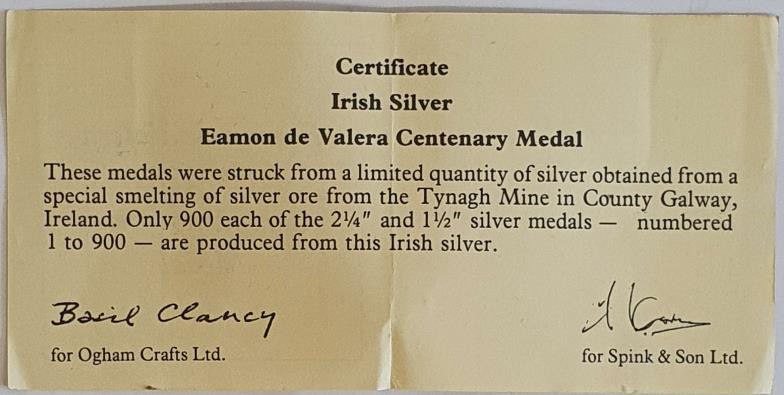 Certificate
Irish Silver
Eamon de Valera Centenary Medal
These medals were struck from a limited quantity of silver obtained from a
special smelting of silver ore from the Tynagh Mine in County Galway,
Ireland. Only 900 each of the 2¼" and 1½" silver medals — numbered
1 to 900 — are produced from this Irish silver.
Basil Clancy
for Ogham Crafts Ltd.
for Spink & Son Ltd.